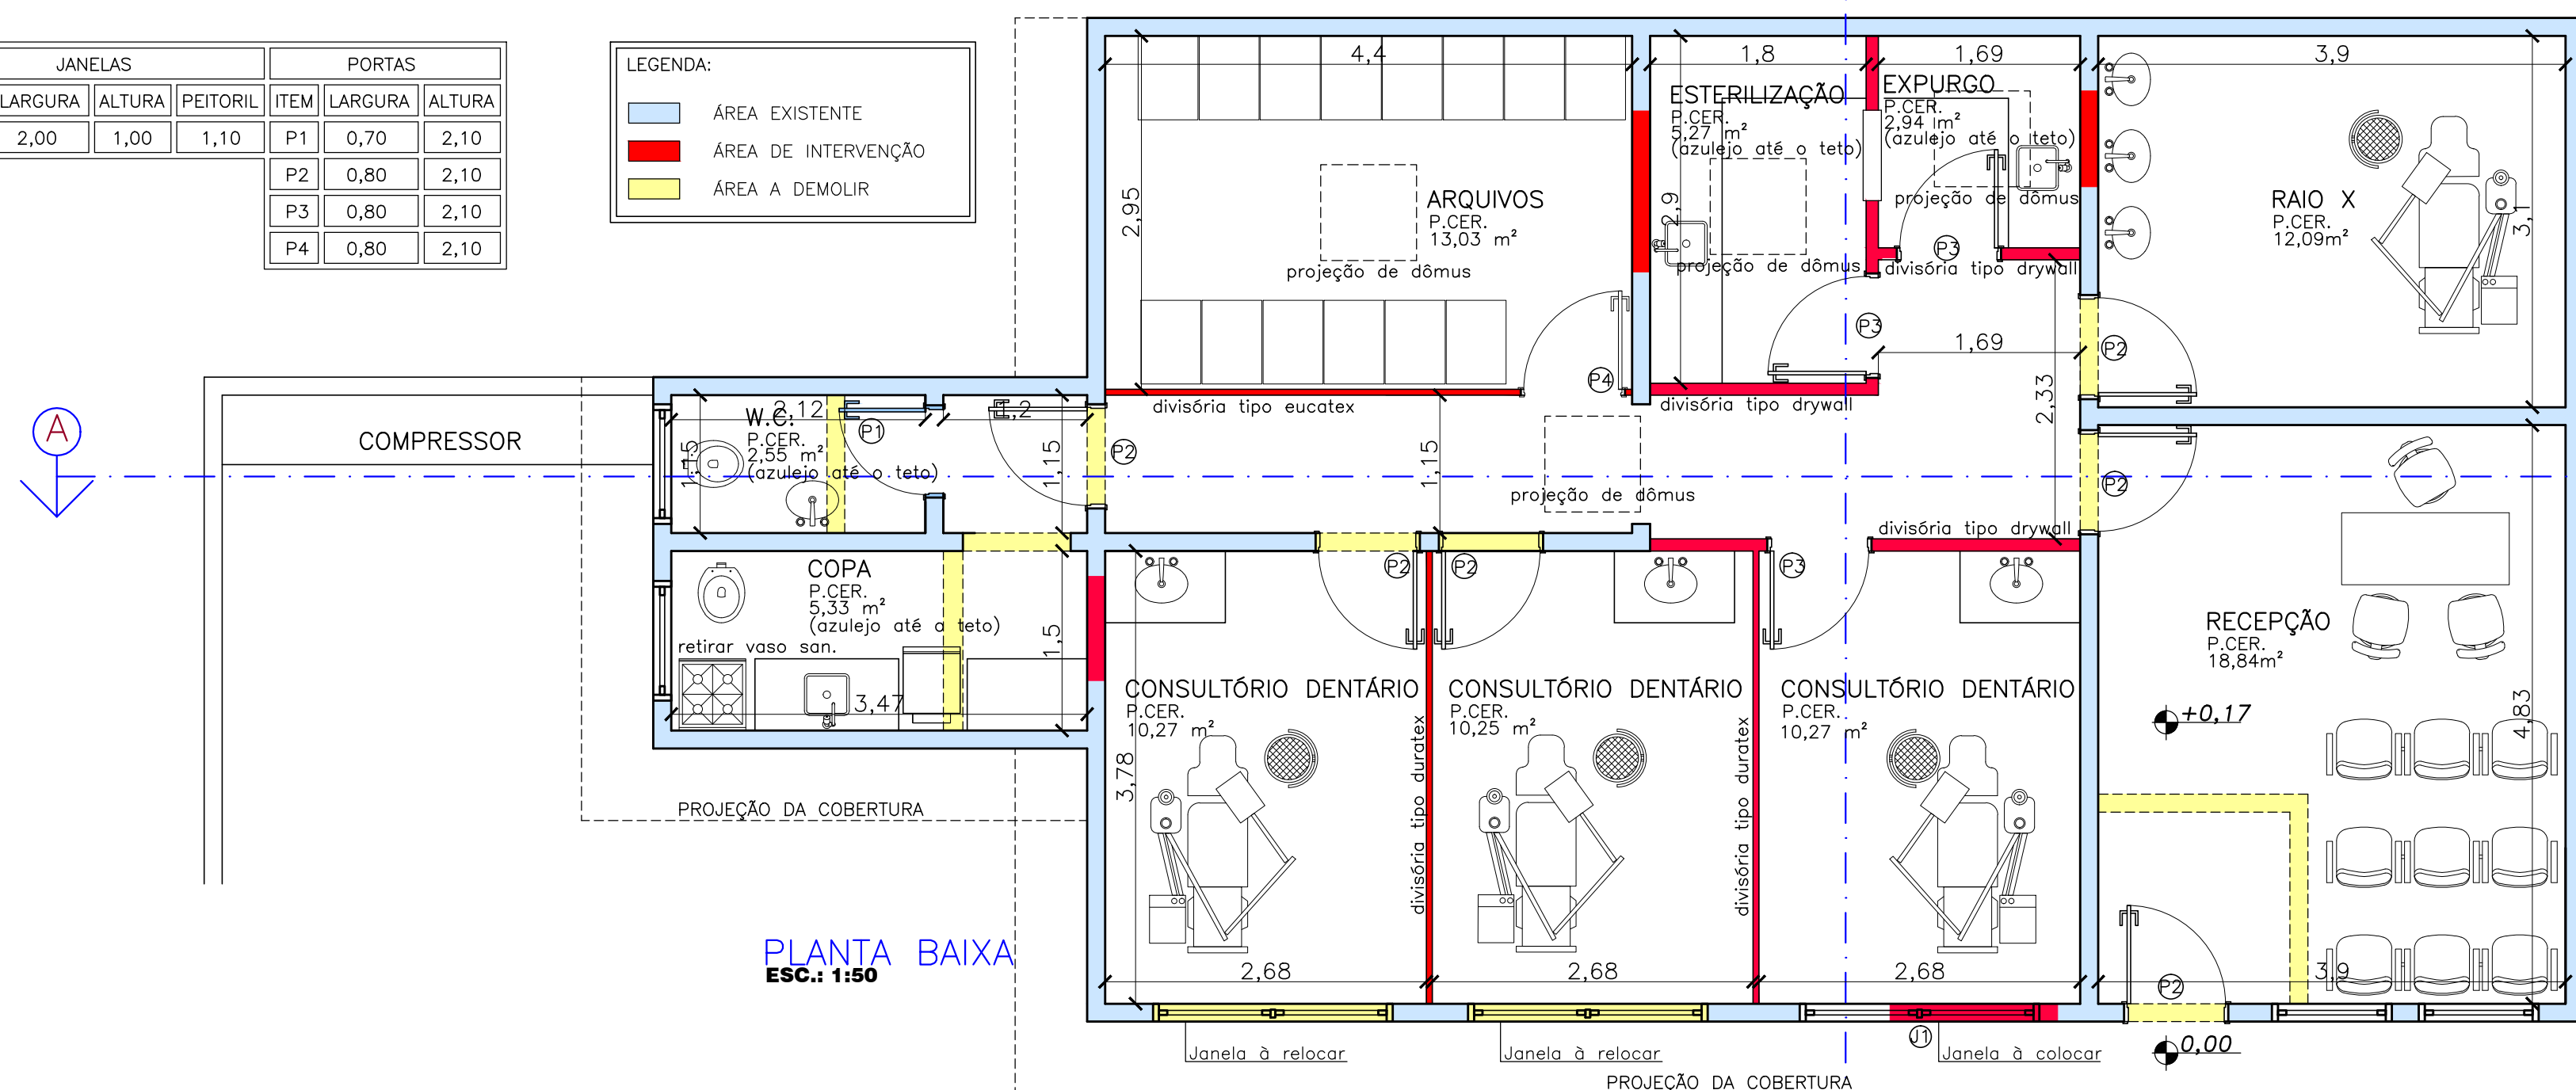 JANELAS
PORTAS
LARGURA
ALTURA
PEITORIL
ITEM
LARGURA
ALTURA
2,00
1,00
1,10
P1
0,70
2,10
P2
0,80
2,10
P3
0,80
2,10
P4
0,80
2,10
LEGENDA:
ÁREA EXISTENTE
ÁREA DE INTERVENÇÃO
ÁREA A DEMOLIR
4,4
1,8
1,69
3,9
ESTERILIZAÇÃO
P.CER.
5,27 m²
(azulejo até o teto)
EXPURGO
P.CER.
2,94 m²
(azulejo até o teto)
projeção de dômus
2,95
ARQUIVOS
P.CER.
13,03 m²
projeção de dômus
2,9
projeção de dômus
P3
divisória tipo drywall
RAIO X
P.CER.
12,09m²
3,1
P3
1,69
P2
P4
divisória tipo eucatex
divisória tipo drywall
2,33
A
COMPRESSOR
2,12
W.C.
P.CER.
2,55 m²
(azulejo até o teto)
1,15
P1
1,2
1,15
P2
1,15
projeção de dômus
P2
divisória tipo drywall
COPA
P.CER.
5,33 m²
(azulejo até a teto)
retirar vaso san.
1,5
3,47
P2
P2
P3
RECEPÇÃO
P.CER.
18,84m²
CONSULTÓRIO DENTÁRIO
P.CER.
10,27 m²
CONSULTÓRIO DENTÁRIO
P.CER.
10,25 m²
CONSULTÓRIO DENTÁRIO
P.CER.
10,27 m²
+0,17
4,83
3,78
divisória tipo duratex
divisória tipo duratex
PROJEÇÃO DA COBERTURA
PLANTA BAIXA
ESC.: 1:50
2,68
2,68
2,68
3,9
P2
J1
Janela à relocar
Janela à relocar
Janela à colocar
0,00
PROJEÇÃO DA COBERTURA